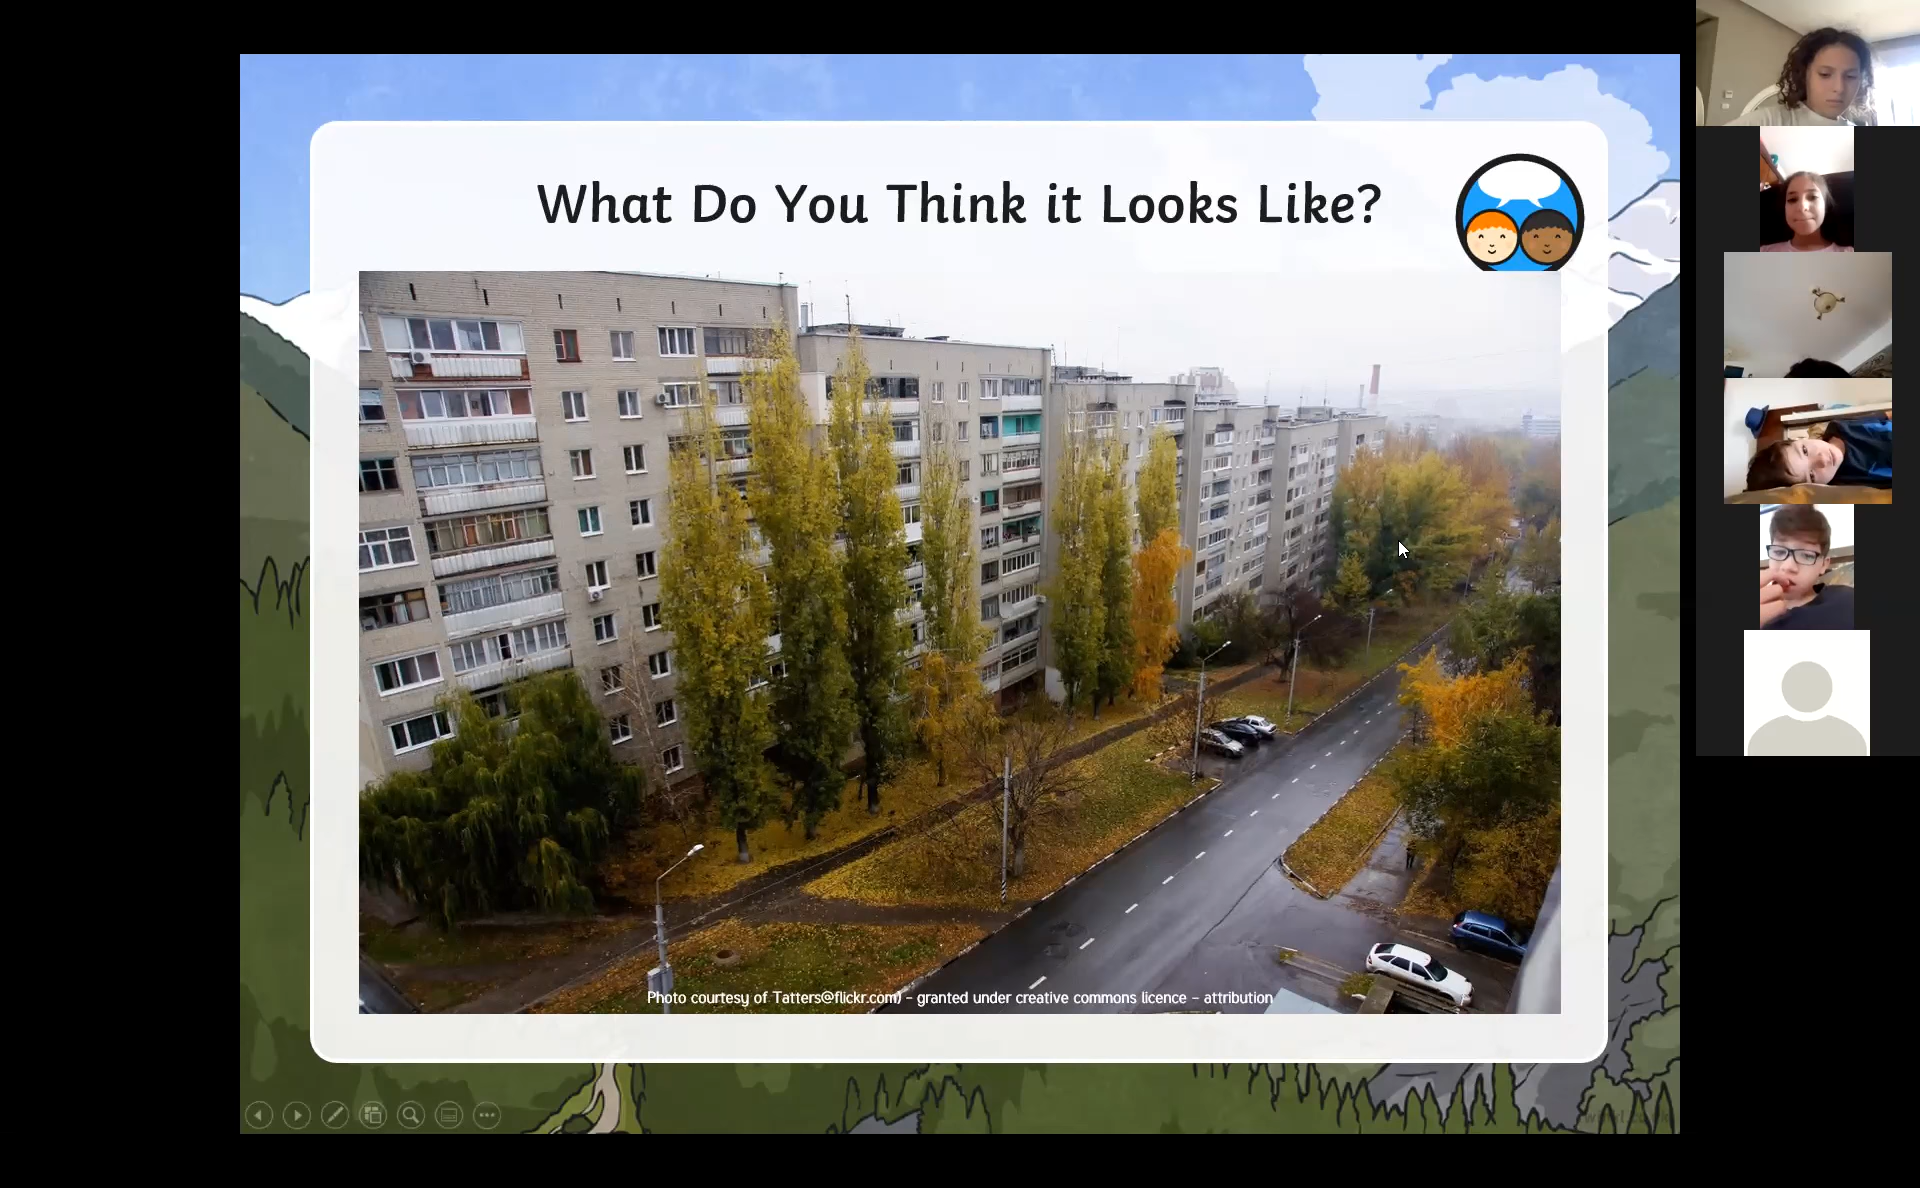 What Do You Think it Looks Like?
Photo courtesy of Tatters@flickr.com) - granted under creative commons licence - attribution